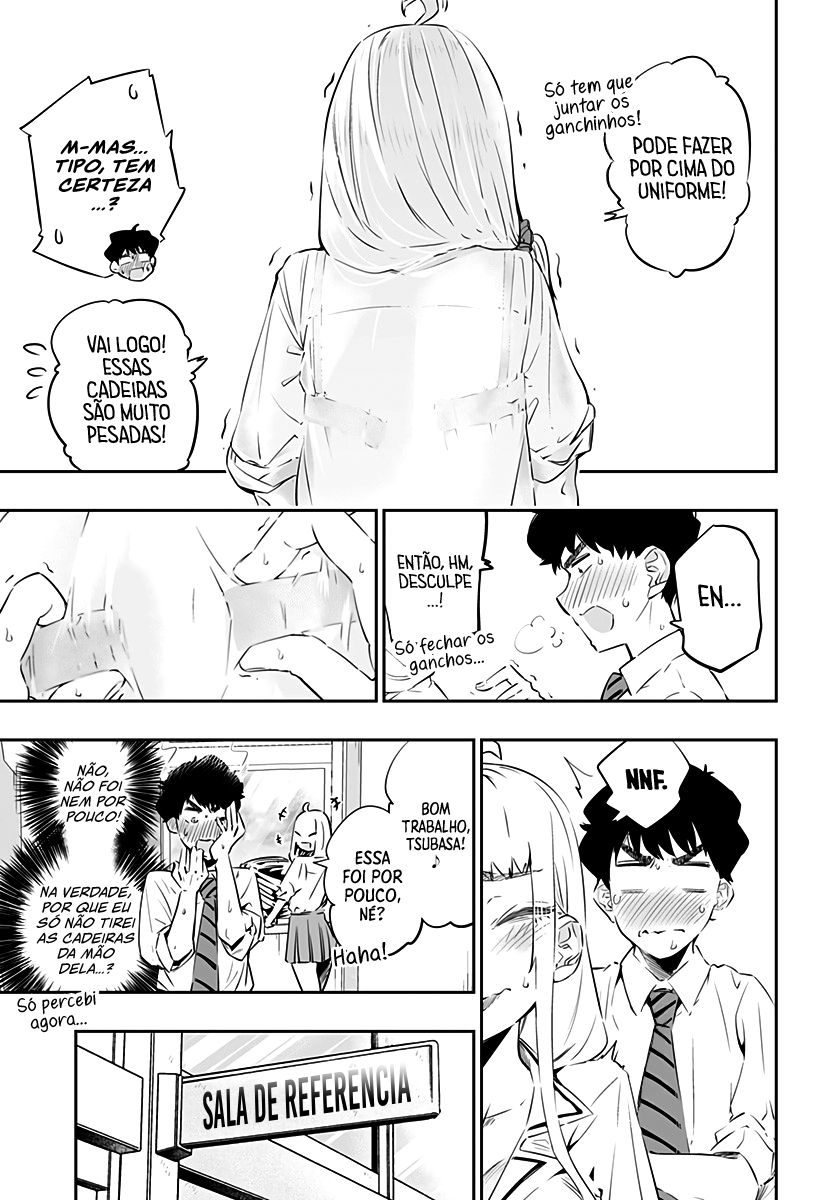 Só tem que
juntar os
ganchinhos!
PODE FAZER
POR CIMA DO
UNIFORME!
M-MAS...
TIPO, TEM
CERTEZA
...?
VAI LOGO!
ESSAS
CADEIRAS
SÃO MUITO
PESADAS!
EN...
ENTÃO, HM,
DESCULPE
...!
Só fechar os
ganchos...
NNF.
BOM
TRABALHO,
TSUBASA!
♪
ESSA
FOI POR
POUCO,
NÉ?
Haha!
NÃO,
NÃO FOI
NEM POR
POUCO!
NA VERDADE,
POR QUE EU
SÓ NÃO TIREI
AS CADEIRAS
DA MÃO
DELA...?
Só percebi
agora...
SALA DE REFERÊNCIA